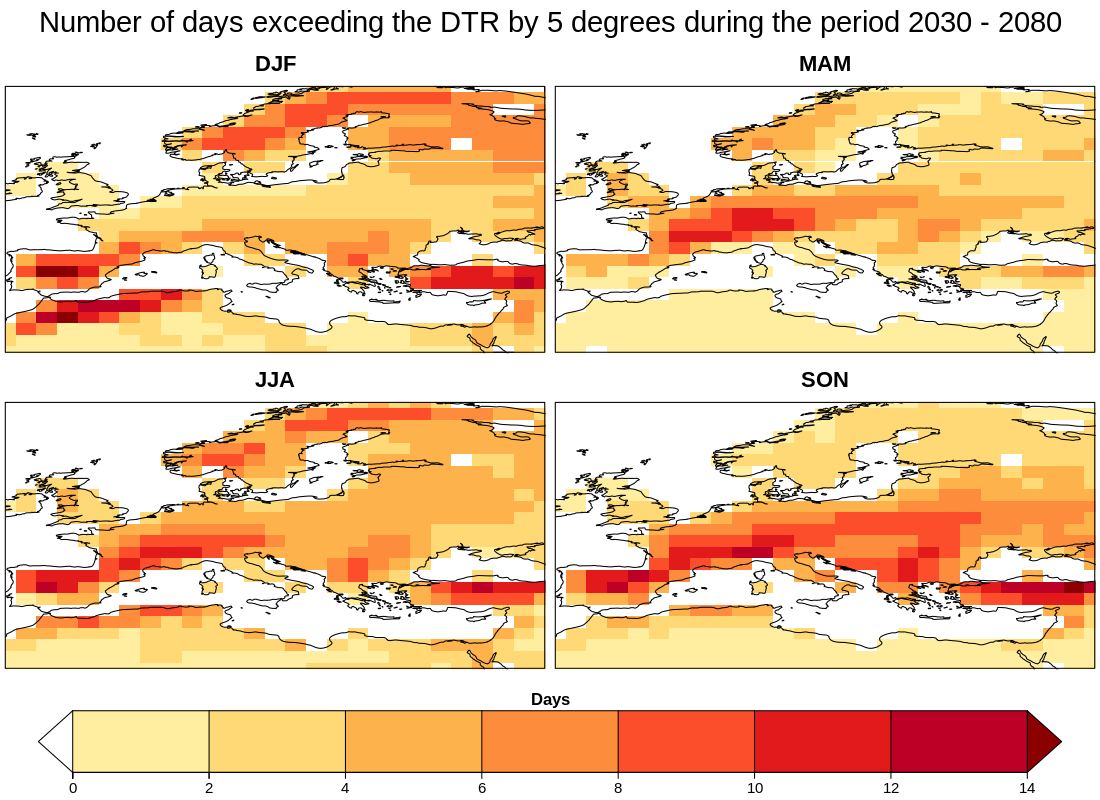 Number of days exceeding the DTR by 5 degrees during the period 2030 - 2080
DJF
MAM
JJA
SON
Days
0 2 4 6 8 10 12 14